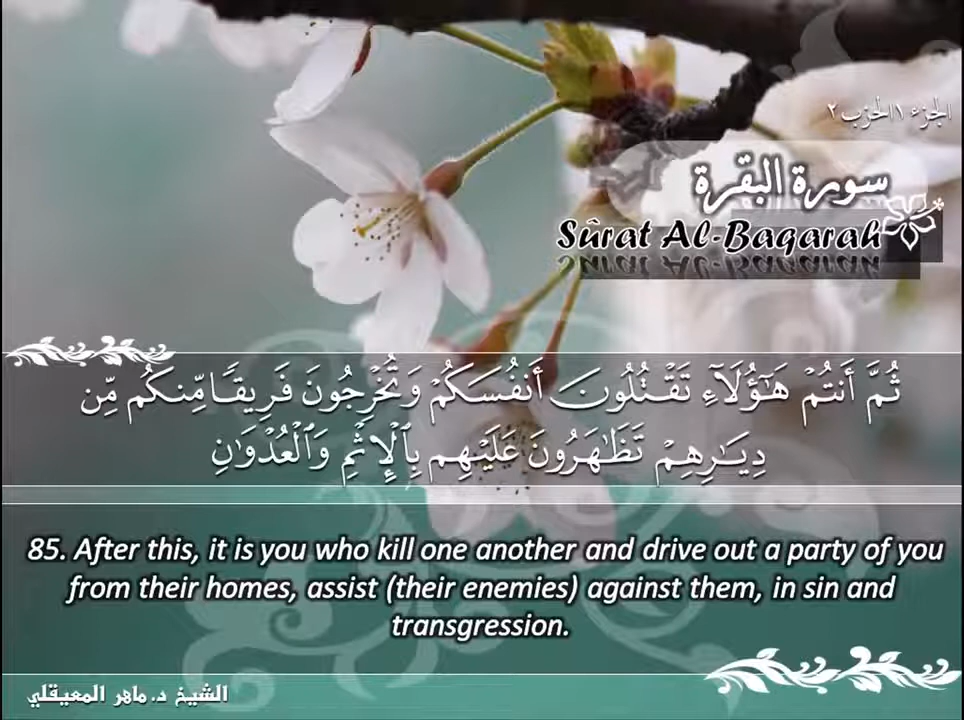 الجزء ١ الحزب ٢
سورة البقرة
Sûrat Al-Baqarah
ثُمَّ أَنتُمْ هَٰٓؤُلَآءِ تَقْتُلُونَ أَنفُسَكُمْ وَتُخْرِجُونَ فَرِيقًا مِّنكُم مِّن
دِيَٰرِهِمْ تَظَٰهَرُونَ عَلَيْهِم بِٱلْإِثْمِ وَٱلْعُدْوَٰنِ
85. After this, it is you who kill one another and drive out a party of you
from their homes, assist (their enemies) against them, in sin and
transgression.
الشيخ د. ماهر المعيقلي